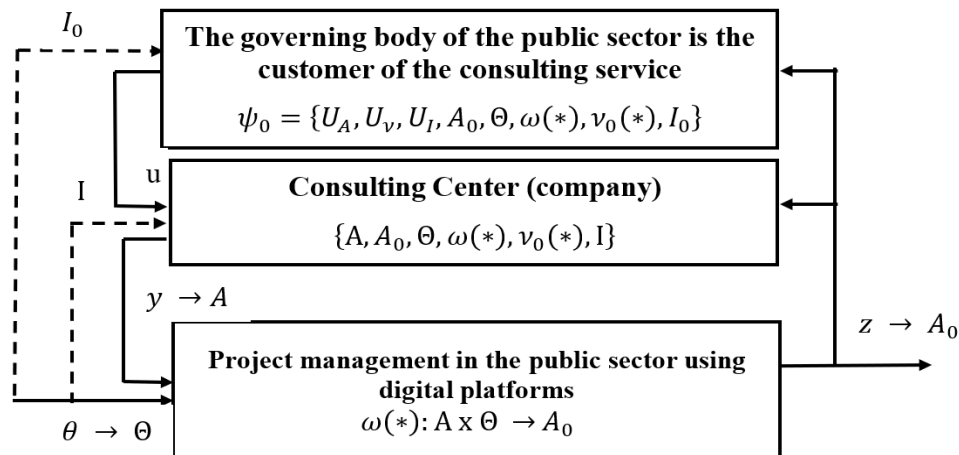 I₀
The governing body of the public sector is the
customer of the consulting service
ψ₀ = {U_A, U_ν, U_I, A₀, Θ, ω(∗), ν₀(∗), I₀}
I
u
Consulting Center (company)
{A, A₀, Θ, ω(∗), ν₀(∗), I}
y → A
z → A₀
Project management in the public sector using
digital platforms
ω(∗): A x Θ → A₀
θ → Θ